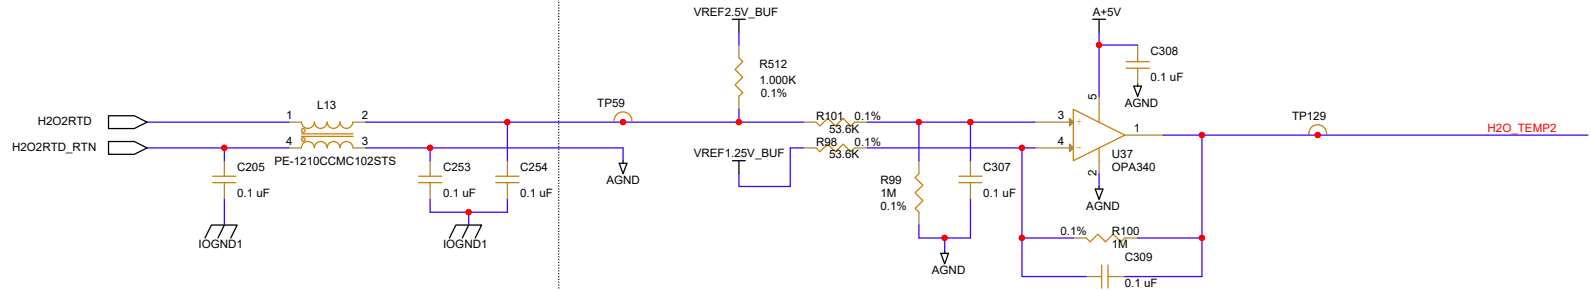 VREF2.5V_BUF
A+5V
C308
0.1 uF
AGND
R512
1.000K
0.1%
L13
TP59
H2O2RTD
1
2
H2O2RTD_RTN
4
3
PE-1210CCMC102STS
R101
0.1%
53.6K
R98
0.1%
53.6K
VREF1.25V_BUF
3
4
5
1
2
U37
OPA340
AGND
TP129
H2O_TEMP2
C205
0.1 uF
IOGND1
C253
0.1 uF
C254
0.1 uF
IOGND1
AGND
R99
1M
0.1%
C307
0.1 uF
AGND
0.1%
R100
1M
C309
0.1 uF